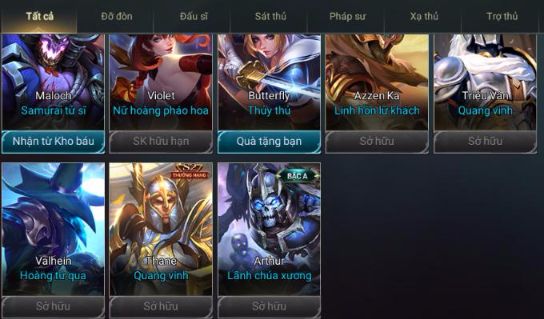 Tất cả
Đỡ đòn
Đấu sĩ
Sát thủ
Pháp sư
Xạ thủ
Trợ thủ
Maloch
Samurai tử sĩ
Nhận từ Kho báu
Violet
Nữ hoàng pháo hoa
SK hữu hạn
Butterfly
Thủy thủ
Quà tặng bạn
Azzen'Ka
Linh hồn lữ khách
Sở hữu
Triệu Vân
Quang vinh
Sở hữu
Valhein
Hoàng tử quạ
Sở hữu
S2
THƯỞNG HẠNG
Thane
Quang vinh
Sở hữu
BẬC A
Arthur
Lãnh chúa xương
Sở hữu